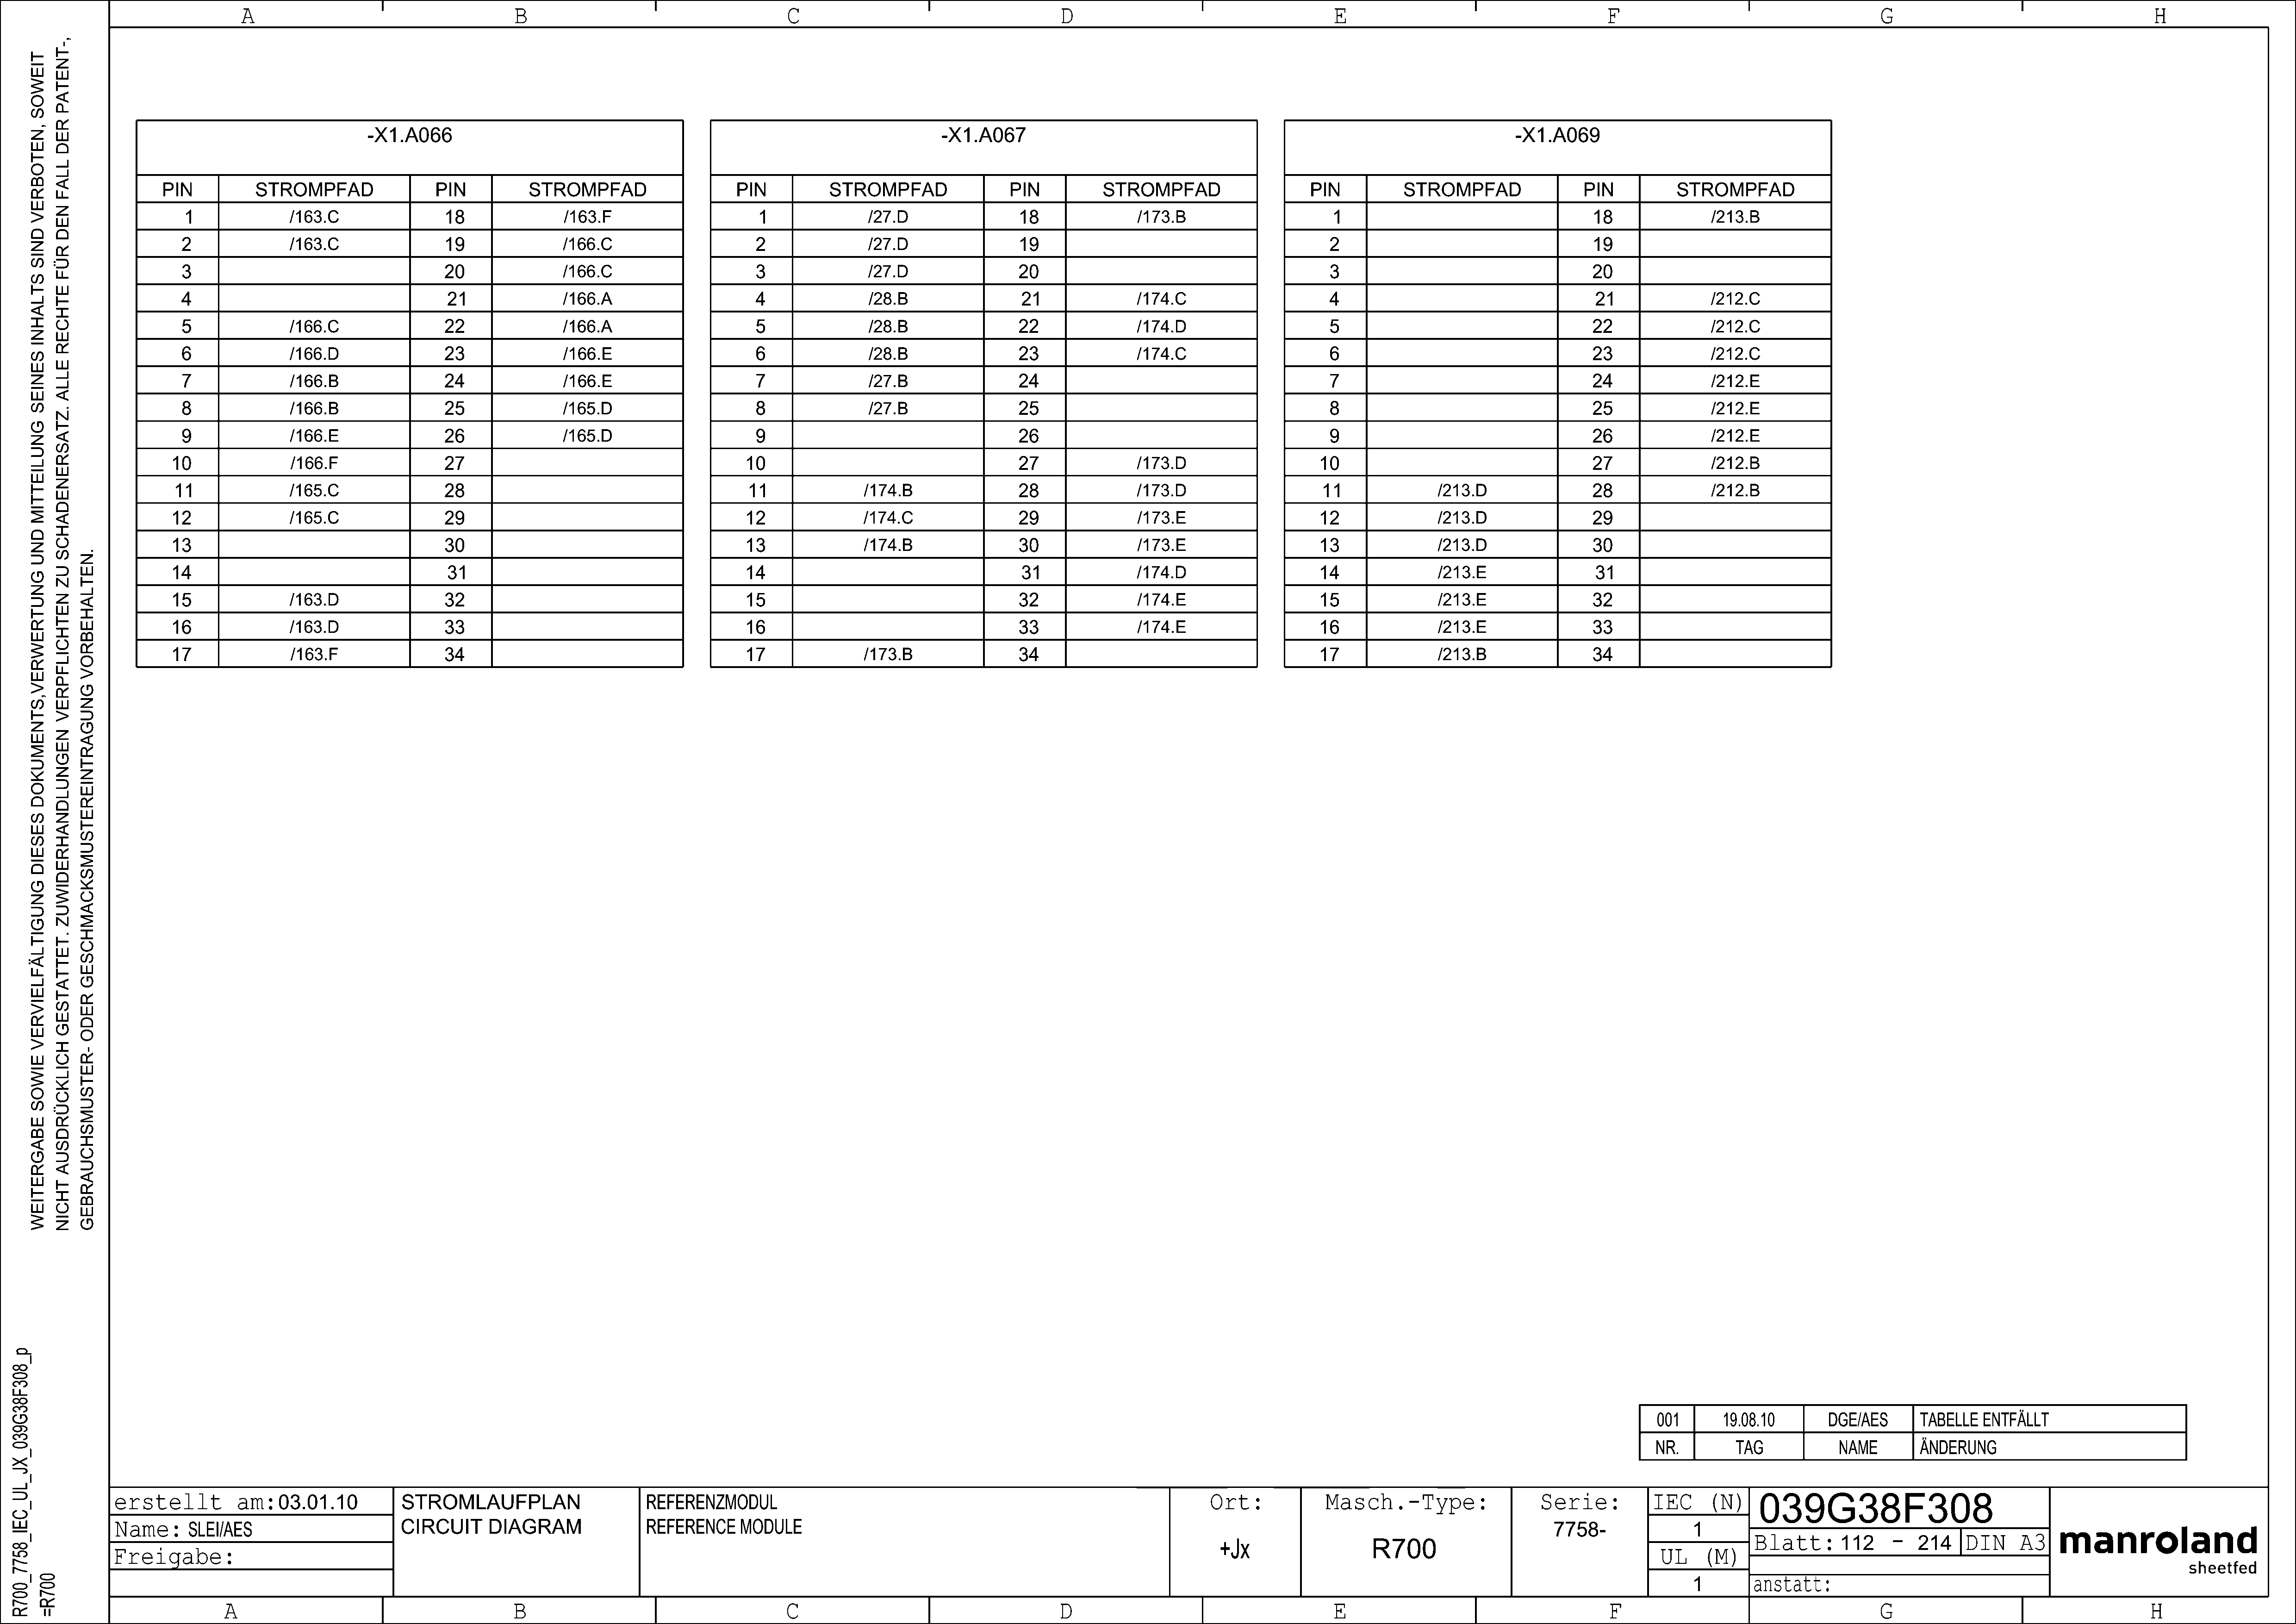 A B C D E F G H
WEITERGABE SOWIE VERVIELFÄLTIGUNG DIESES DOKUMENTS,VERWERTUNG UND MITTEILUNG SEINES INHALTS SIND VERBOTEN, SOWEIT
NICHT AUSDRÜCKLICH GESTATTET. ZUWIDERHANDLUNGEN VERPFLICHTEN ZU SCHADENERSATZ. ALLE RECHTE FÜR DEN FALL DER PATENT-,
GEBRAUCHSMUSTER- ODER GESCHMACKSMUSTEREINTRAGUNG VORBEHALTEN.
R700_7758_IEC_UL_JX_039G38F308_p
=R700
-X1.A066
PIN STROMPFAD PIN STROMPFAD
1 /163.C 18 /163.F
2 /163.C 19 /166.C
3 20 /166.C
4 21 /166.A
5 /166.C 22 /166.A
6 /166.D 23 /166.E
7 /166.B 24 /166.E
8 /166.B 25 /165.D
9 /166.E 26 /165.D
10 /166.F 27
11 /165.C 28
12 /165.C 29
13 30
14 31
15 /163.D 32
16 /163.D 33
17 /163.F 34
-X1.A067
PIN STROMPFAD PIN STROMPFAD
1 /27.D 18 /173.B
2 /27.D 19
3 /27.D 20
4 /28.B 21 /174.C
5 /28.B 22 /174.D
6 /28.B 23 /174.C
7 /27.B 24
8 /27.B 25
9 26
10 27 /173.D
11 /174.B 28 /173.D
12 /174.C 29 /173.E
13 /174.B 30 /173.E
14 31 /174.D
15 32 /174.E
16 33 /174.E
17 /173.B 34
-X1.A069
PIN STROMPFAD PIN STROMPFAD
1 18 /213.B
2 19
3 20
4 21 /212.C
5 22 /212.C
6 23 /212.C
7 24 /212.E
8 25 /212.E
9 26 /212.E
10 27 /212.B
11 /213.D 28 /212.B
12 /213.D 29
13 /213.D 30
14 /213.E 31
15 /213.E 32
16 /213.E 33
17 /213.B 34
001 19.08.10 DGE/AES TABELLE ENTFÄLLT
NR. TAG NAME ÄNDERUNG
erstellt am: 03.01.10
Name: SLEI/AES
Freigabe:
STROMLAUFPLAN
CIRCUIT DIAGRAM
REFERENZMODUL
REFERENCE MODULE
Ort:
+Jx
Masch.-Type:
R700
Serie:
7758-
IEC (N)
1
UL (M)
1
039G38F308
Blatt: 112 - 214 DIN A3
anstatt:
manroland
sheetfed
A B C D E F G H